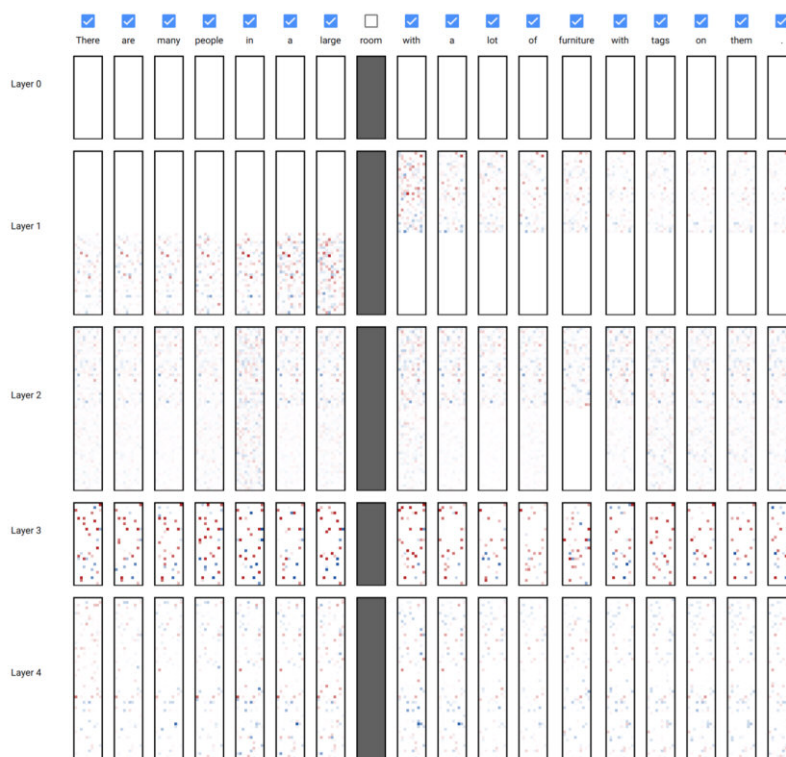 There are many people in a large room with a lot of furniture with tags on them .
Layer 0
Layer 1
Layer 2
Layer 3
Layer 4